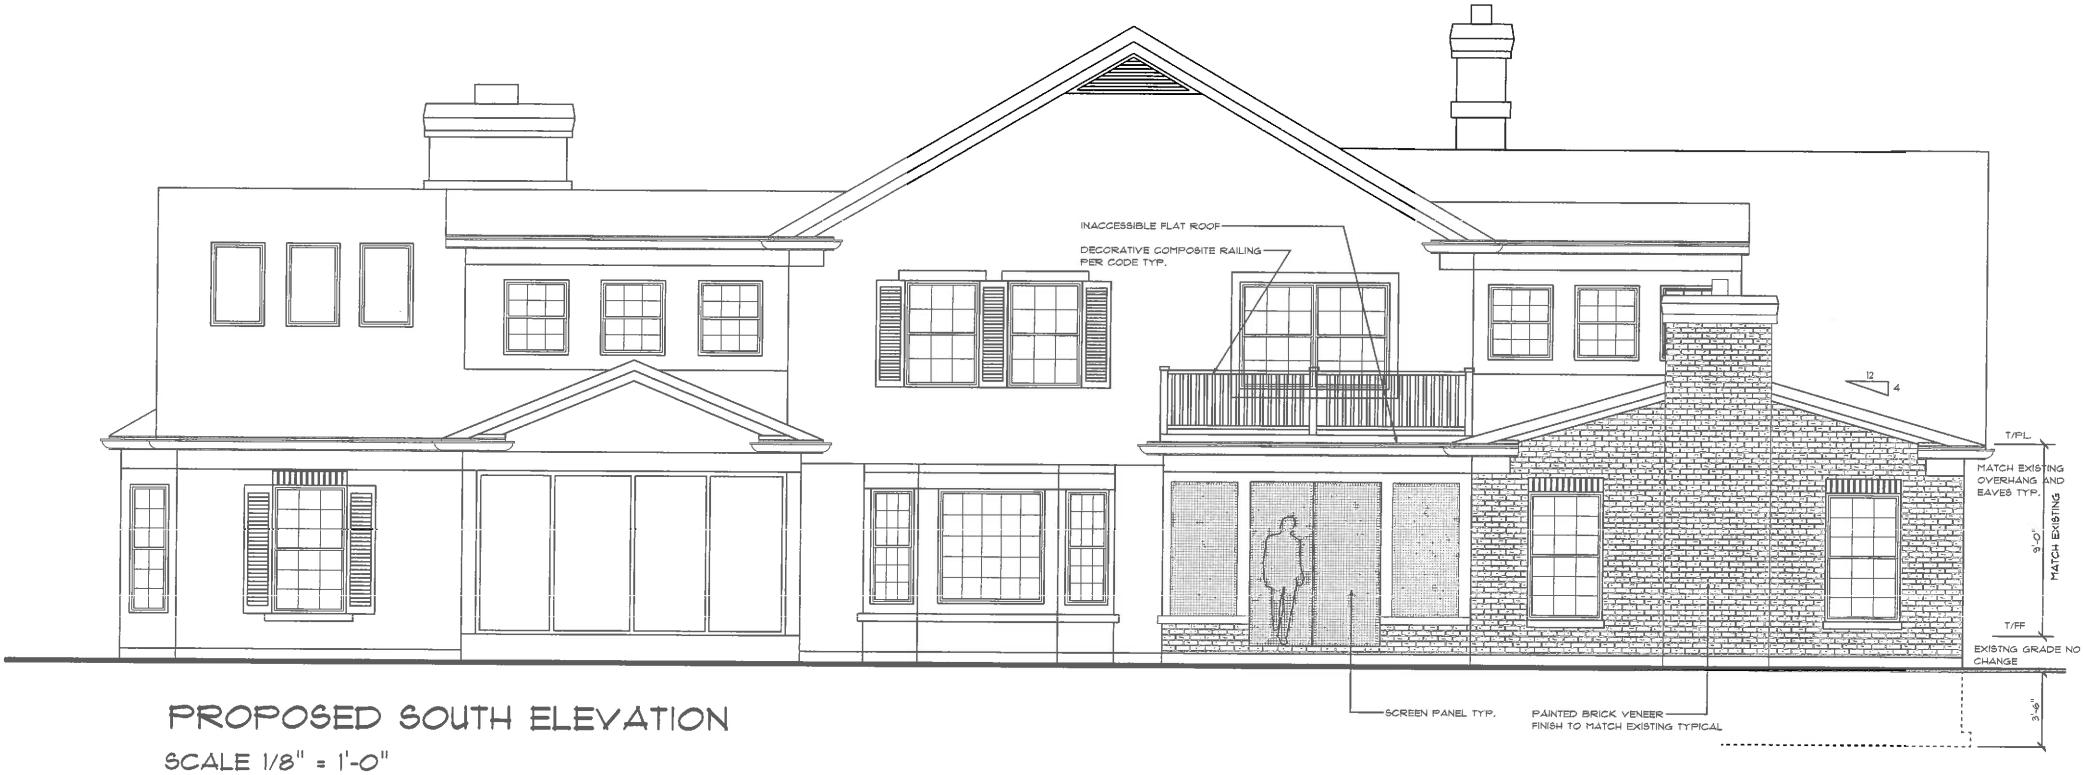 INACCESSIBLE FLAT ROOF
DECORATIVE COMPOSITE RAILING
PER CODE TYP.
12
4
T/PL
MATCH EXISTING
OVERHANG AND
EAVES TYP.
9'-0"
MATCH EXISTING
T/FF
EXISTNG GRADE NO
CHANGE
3'-6"
SCREEN PANEL TYP.
PAINTED BRICK VENEER
FINISH TO MATCH EXISTING TYPICAL
PROPOSED SOUTH ELEVATION
SCALE 1/8" = 1'-0"